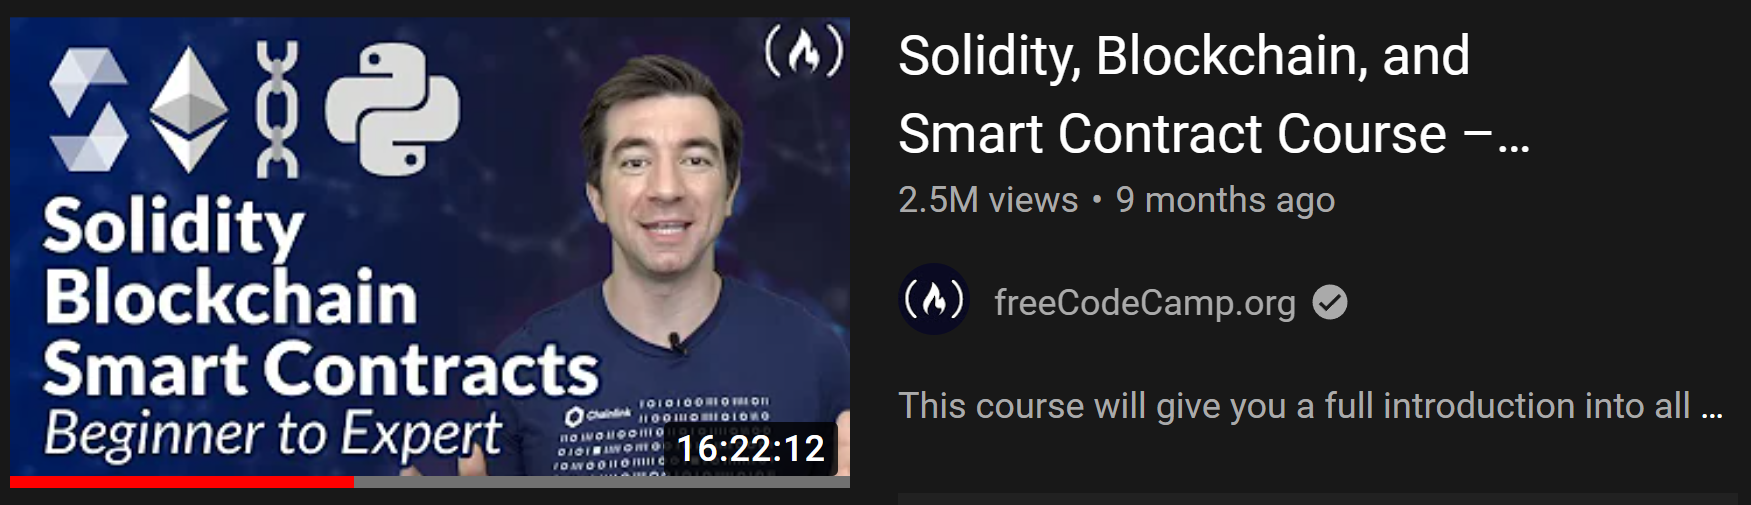 Solidity
Blockchain
Smart Contracts
Beginner to Expert
Chainlink
16:22:12
Solidity, Blockchain, and
Smart Contract Course – ...
2.5M views • 9 months ago
freeCodeCamp.org
This course will give you a full introduction into all ...